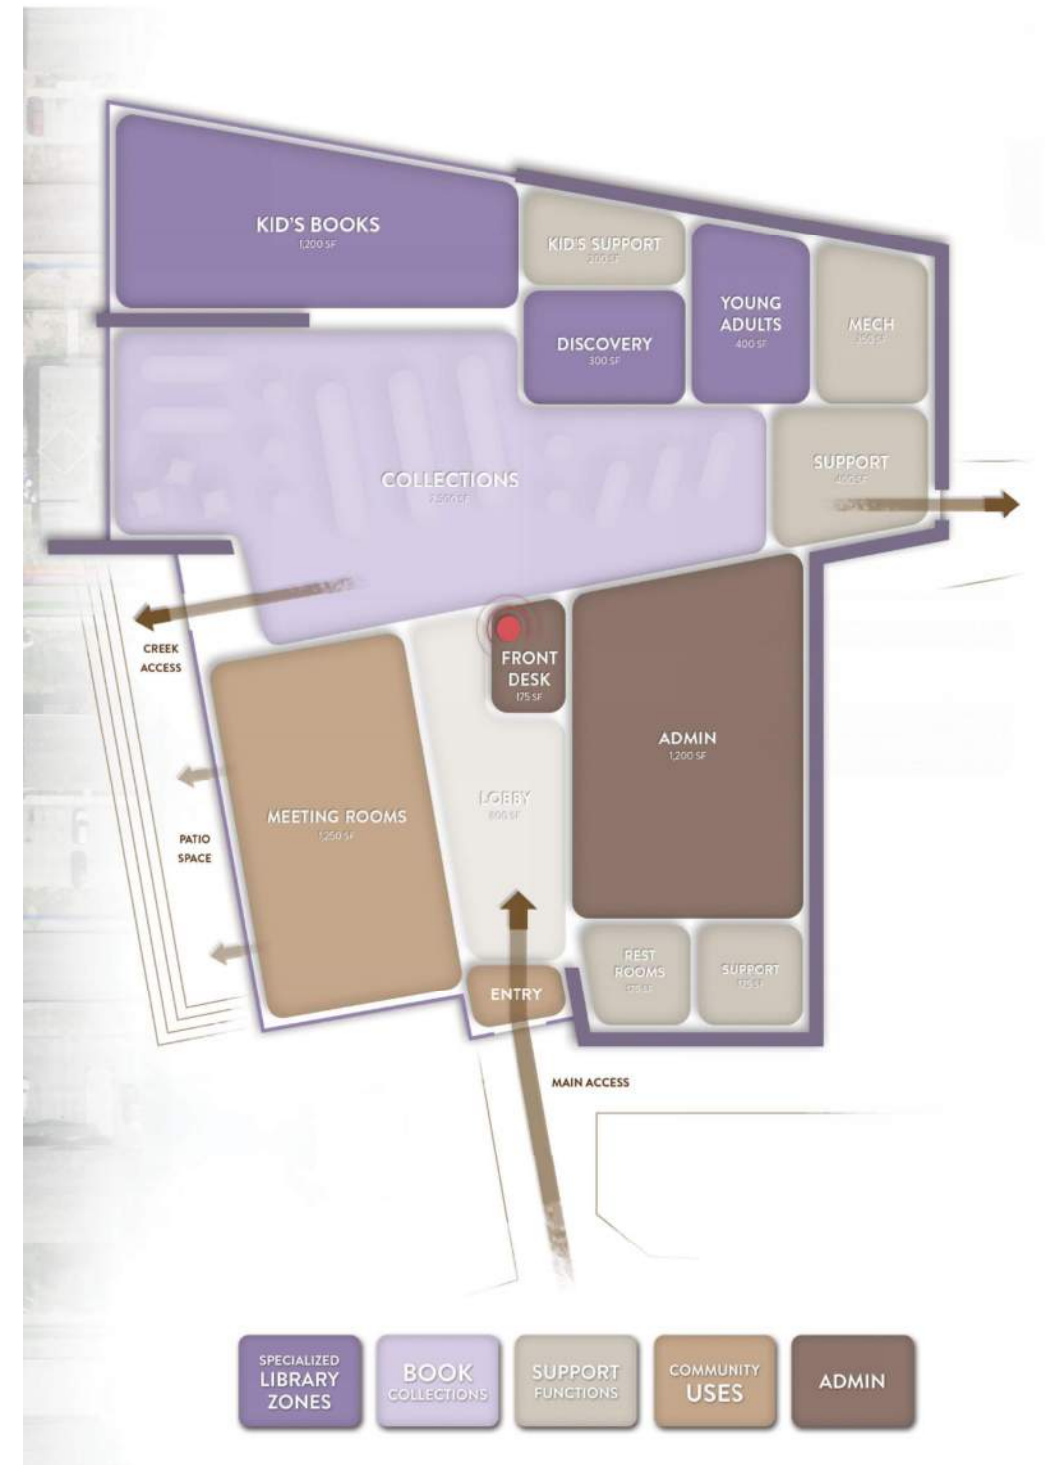 KID'S BOOKS
1,200 SF
KID'S SUPPORT
200 SF
YOUNG
ADULTS
400 SF
MECH
DISCOVERY
300 SF
COLLECTIONS
SUPPORT
400 SF
CREEK
ACCESS
FRONT
DESK
175 SF
ADMIN
1,200 SF
MEETING ROOMS
1,250 SF
LOBBY
PATIO
SPACE
REST
ROOMS
SUPPORT
ENTRY
MAIN ACCESS
SPECIALIZED
LIBRARY
ZONES
BOOK
COLLECTIONS
SUPPORT
FUNCTIONS
COMMUNITY
USES
ADMIN